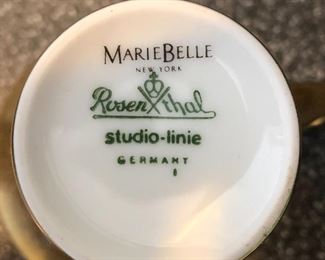 MARIEBELLE
NEW YORK
Rosenthal
studio-linie
GERMANY